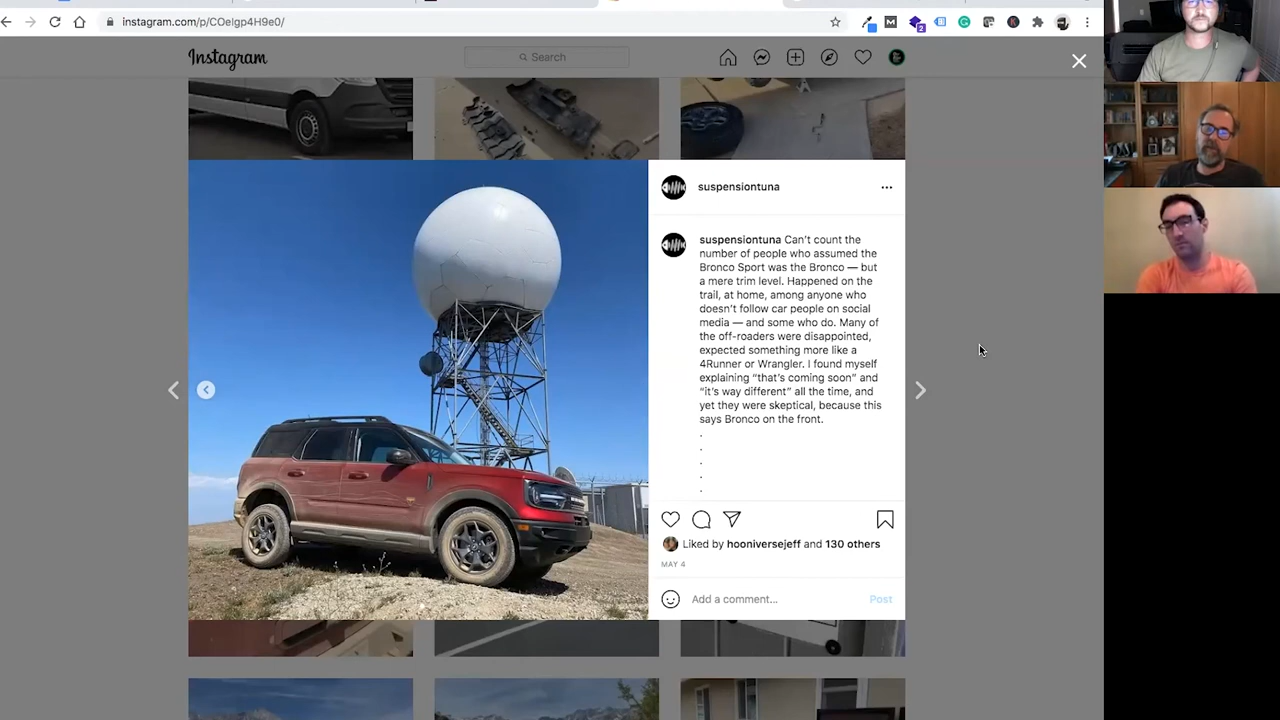 instagram.com/p/COeIgp4H9e0/
Instagram
Search
suspensiontuna
suspensiontuna Can't count the
number of people who assumed the
Bronco Sport was the Bronco — but
a mere trim level. Happened on the
trail, at home, among anyone who
doesn't follow car people on social
media — and some who do. Many of
the off-roaders were disappointed,
expected something more like a
4Runner or Wrangler. I found myself
explaining “that's coming soon” and
“it's way different” all the time, and
yet they were skeptical, because this
says Bronco on the front.
.
.
.
.
.
Liked by hooniversejeff and 130 others
MAY 4
Add a comment...
Post